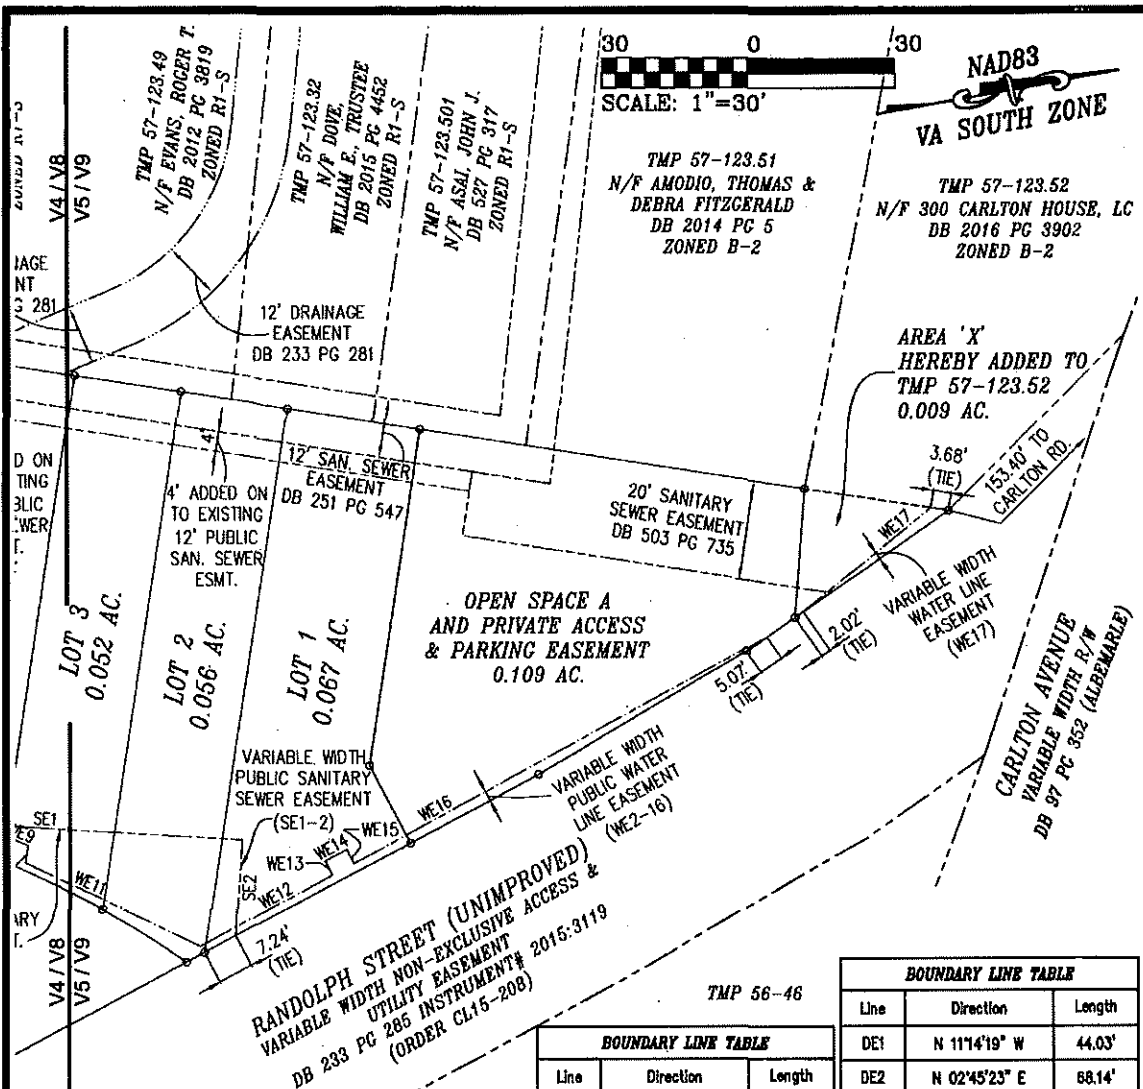 30 0 30
SCALE: 1"=30'
NAD83
VA SOUTH ZONE
TMP 57-123.49
N/F EVANS, ROGER T.
DB 2012 PG 3819
ZONED R1-S
TMP 57-123.32
N/F DOVE,
WILLIAM E., TRUSTEE
DB 2015 PG 4452
ZONED R1-S
TMP 57-123.501
N/F ASAI, JOHN J.
DB 527 PG 317
ZONED R1-S
TMP 57-123.51
N/F AMODIO, THOMAS &
DEBRA FITZGERALD
DB 2014 PG 5
ZONED B-2
TMP 57-123.52
N/F 300 CARLTON HOUSE, LC
DB 2016 PG 3902
ZONED B-2
ZONED R1-S
V4 / V8
V5 / V9
NT
G 281
12' DRAINAGE
EASEMENT
DB 233 PG 281
AREA 'X'
HEREBY ADDED TO
TMP 57-123.52
0.009 AC.
3.68'
(TIE)
153.40' TO
CARLTON RD.
D ON
TING
BLIC
WER
T.
4'
4' ADDED ON
TO EXISTING
12' PUBLIC
SAN. SEWER
ESMT.
12' SAN. SEWER
EASEMENT
DB 251 PG 547
20' SANITARY
SEWER EASEMENT
DB 503 PG 735
WE17
VARIABLE WIDTH
WATER LINE
EASEMENT
(WE17)
2.02'
(TIE)
5.07'
(TIE)
OPEN SPACE A
AND PRIVATE ACCESS
& PARKING EASEMENT
0.109 AC.
LOT 3
0.052 AC.
LOT 2
0.056 AC.
LOT 1
0.067 AC.
CARLTON AVENUE
VARIABLE WIDTH R/W
DB 97 PG 352 (ALBEMARLE)
VARIABLE WIDTH
PUBLIC SANITARY
SEWER EASEMENT
(SE1-2)
VARIABLE WIDTH
PUBLIC WATER
LINE EASEMENT
(WE2-16)
SE1
WE9
WE11
SE2
WE12
WE13
WE14
WE15
WE16
ARY
T.
V4 / V8
V5 / V9
7.24'
(TIE)
RANDOLPH STREET (UNIMPROVED)
VARIABLE WIDTH NON-EXCLUSIVE ACCESS &
UTILITY EASEMENT
DB 233 PG 285 INSTRUMENT# 2015:3119
(ORDER CL15-208)
TMP 56-46
BOUNDARY LINE TABLE
Line Direction Length
BOUNDARY LINE TABLE
Line Direction Length
DE1 N 11°14'19" W 44.03'
DE2 N 02°45'23" E 68.14'